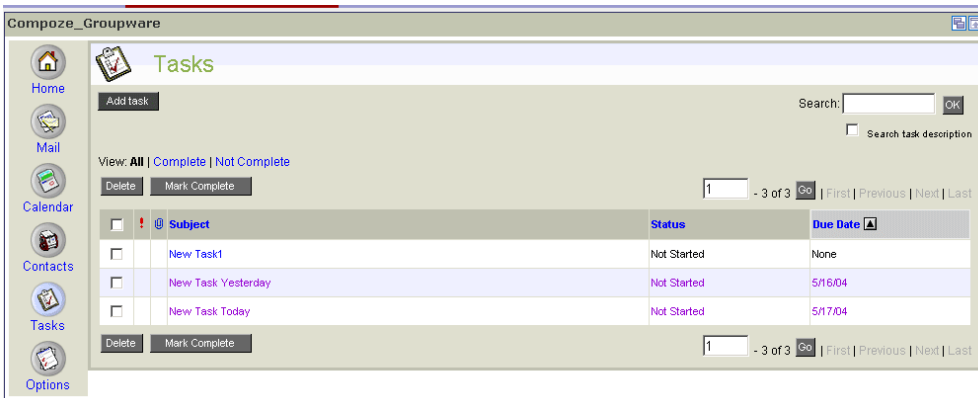 Compoze_Groupware
Home
Mail
Calendar
Contacts
Tasks
Options
Tasks
Add task
Search: OK
Search task description
View: All | Complete | Not Complete
Delete Mark Complete 1 - 3 of 3 Go | First | Previous | Next | Last
! Subject Status Due Date
New Task1 Not Started None
New Task Yesterday Not Started 5/16/04
New Task Today Not Started 5/17/04
Delete Mark Complete 1 - 3 of 3 Go | First | Previous | Next | Last